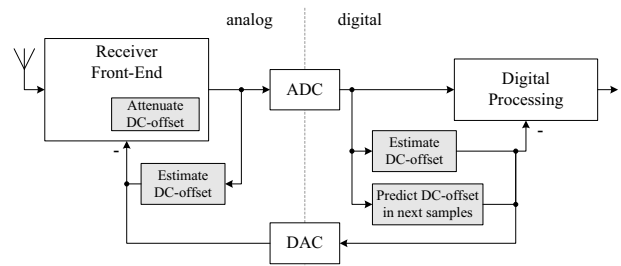 analog
digital
Receiver
Front-End
Attenuate
DC-offset
-
Estimate
DC-offset
ADC
Digital
Processing
-
Estimate
DC-offset
Predict DC-offset
in next samples
DAC